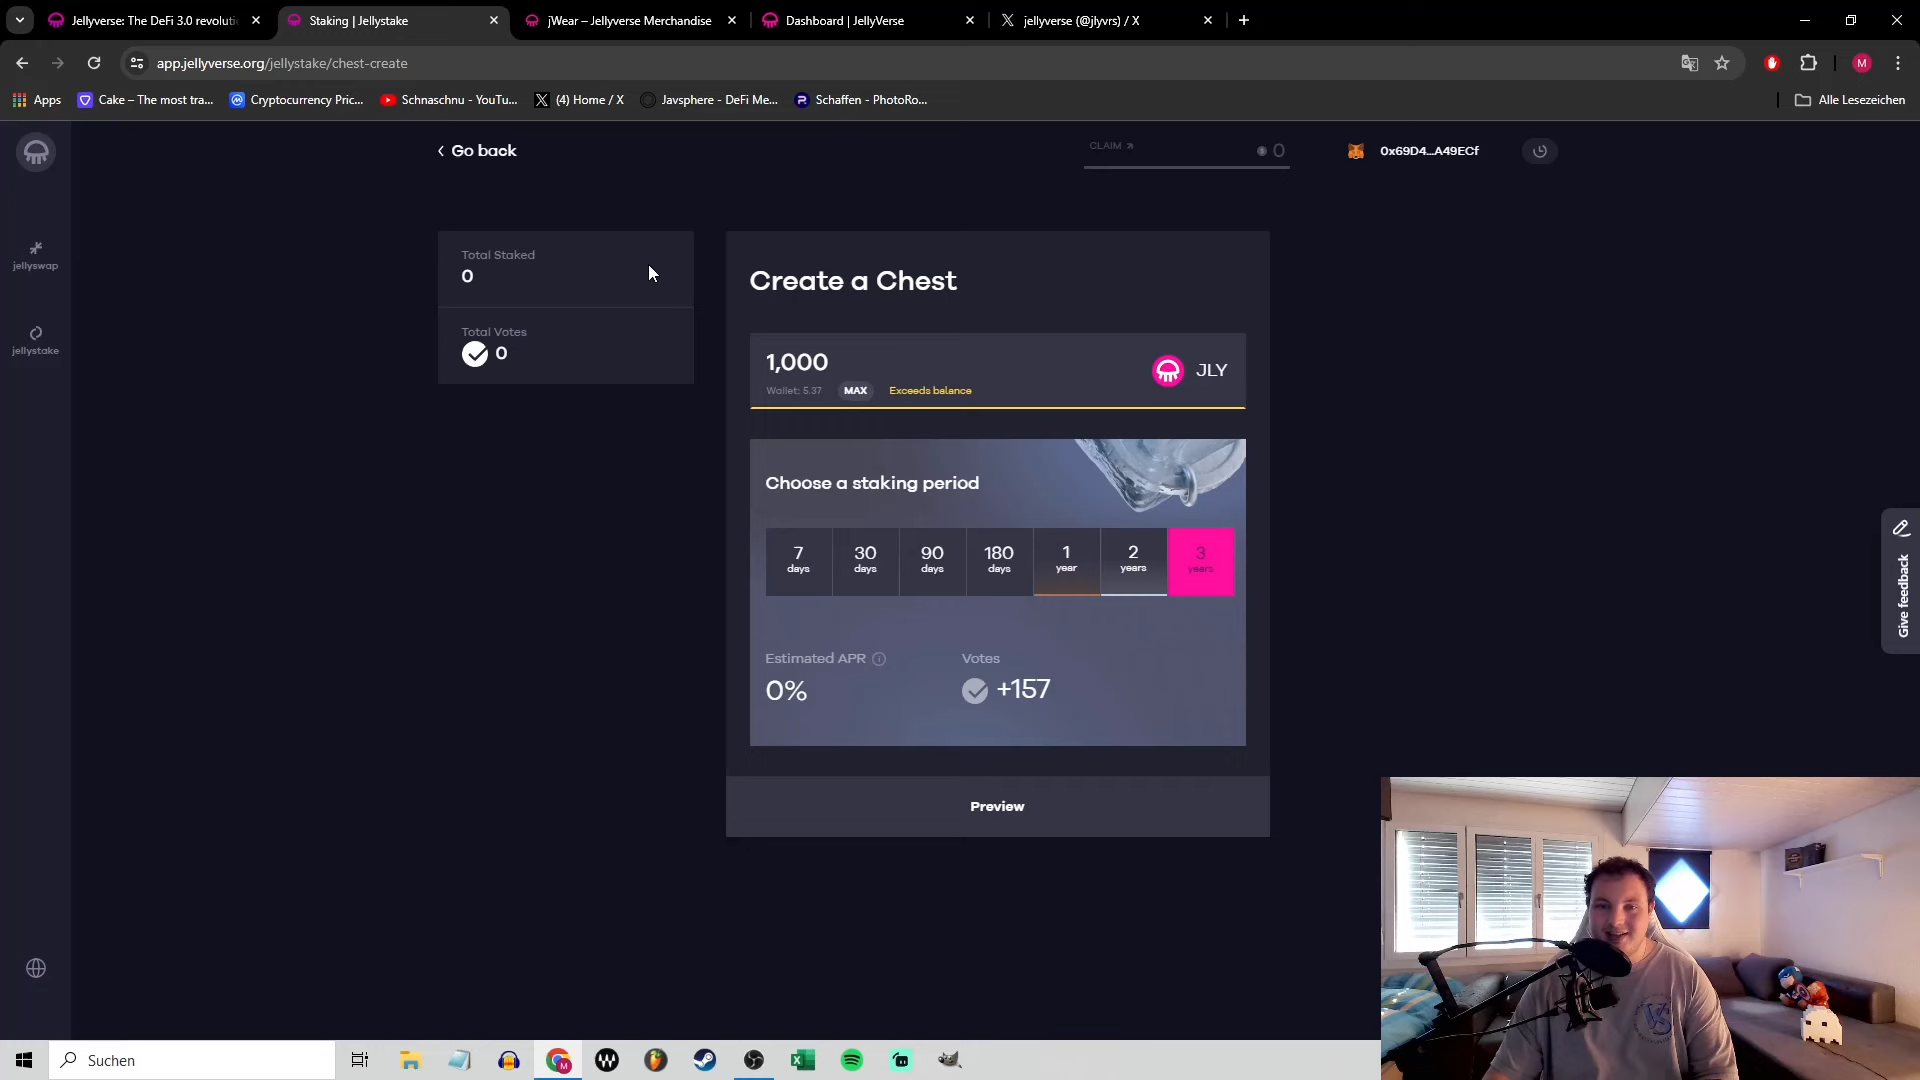 Jellyverse: The DeFi 3.0 revoluti
Staking | Jellystake
jWear – Jellyverse Merchandise
Dashboard | JellyVerse
jellyverse (@jlyvrs) / X
app.jellyverse.org/jellystake/chest-create
M
Apps
Cake – The most tra...
Cryptocurrency Pric...
Schnaschnu - YouTu...
(4) Home / X
Javsphere - DeFi Me...
Schaffen - PhotoRo...
Alle Lesezeichen
Go back
CLAIM
0
0x69D4...A49ECf
jellyswap
jellystake
Total Staked
0
Total Votes
0
Create a Chest
1,000
JLY
Wallet: 5.37
MAX
Exceeds balance
Choose a staking period
7 days
30 days
90 days
180 days
1 year
2 years
3 years
Estimated APR
0%
Votes
+157
Preview
Give feedback
Suchen